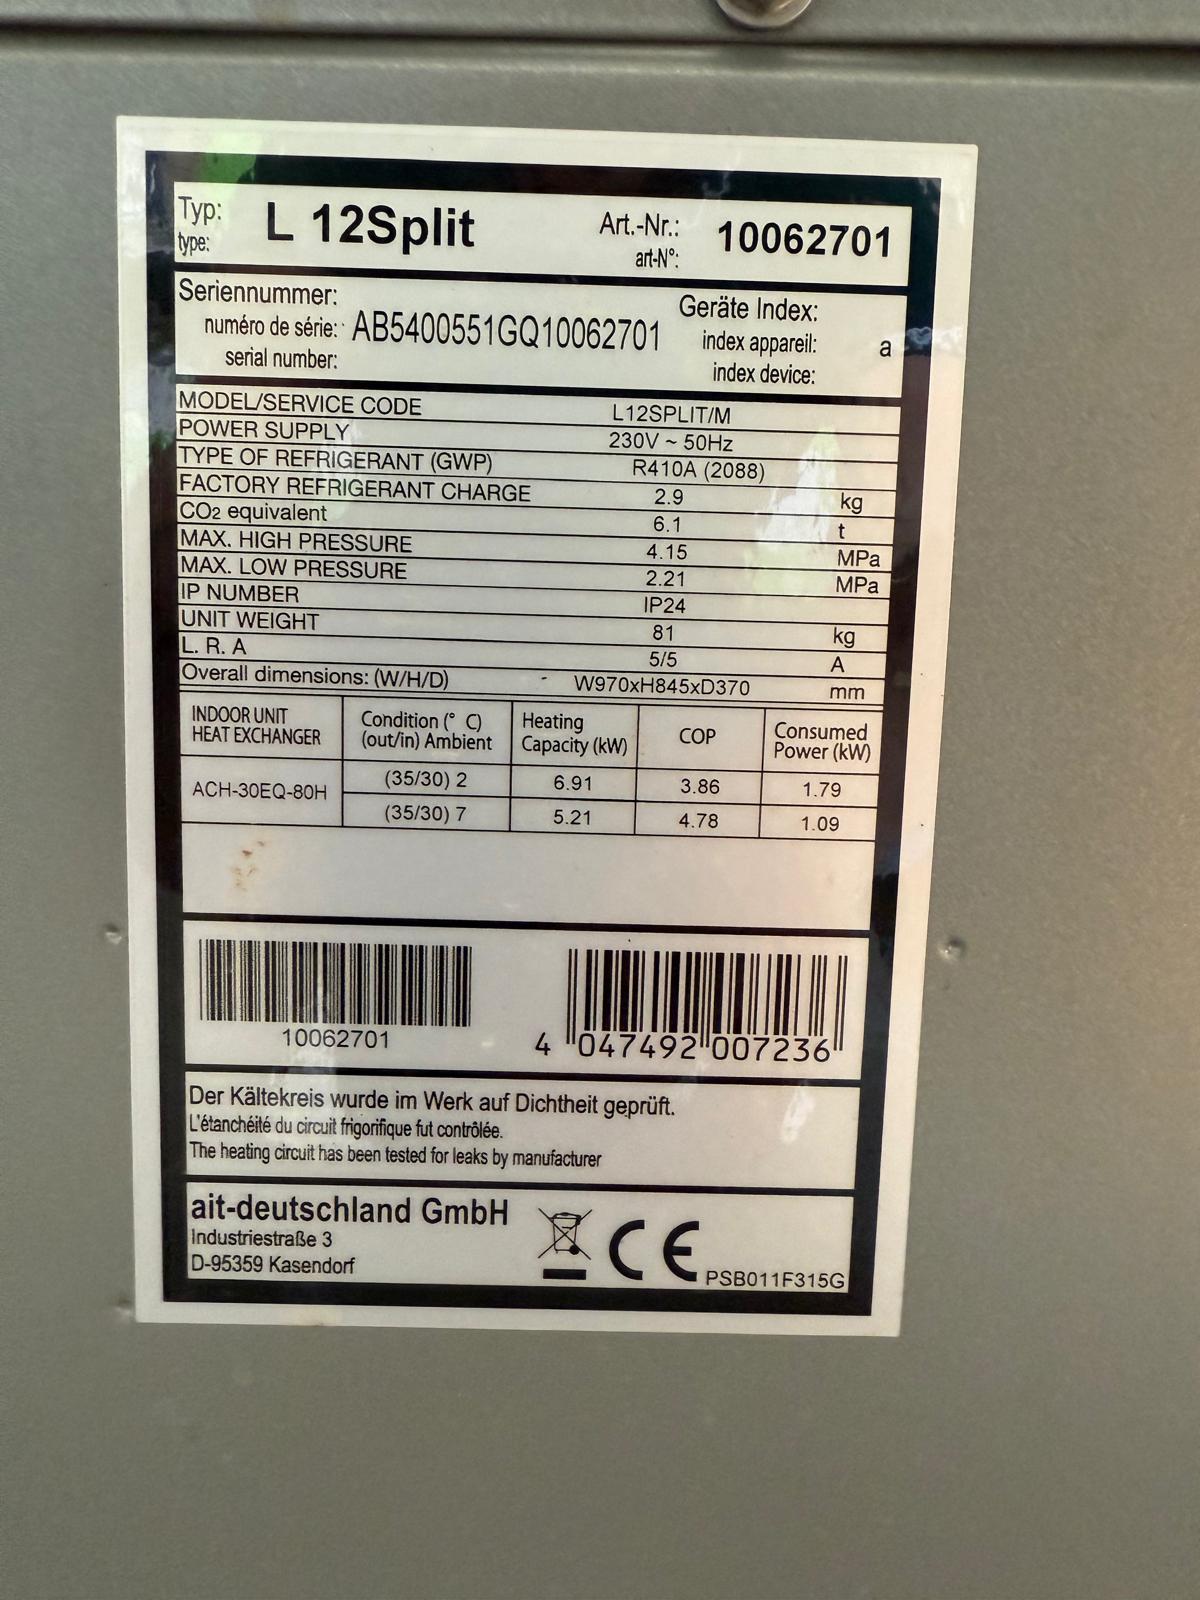 Typ: L 12Split Art.-Nr.: 10062701
type: art-N°:
Seriennummer: Geräte Index:
numéro de série: AB5400551GQ10062701 index appareil: a
serial number: index device:
MODEL/SERVICE CODE L12SPLIT/M
POWER SUPPLY 230V ~ 50Hz
TYPE OF REFRIGERANT (GWP) R410A (2088)
FACTORY REFRIGERANT CHARGE 2.9 kg
CO2 equivalent 6.1 t
MAX. HIGH PRESSURE 4.15 MPa
MAX. LOW PRESSURE 2.21 MPa
IP NUMBER IP24
UNIT WEIGHT 81 kg
L. R. A 5/5 A
Overall dimensions: (W/H/D) - W970xH845xD370 mm
INDOOR UNIT Condition (° C) Heating COP Consumed
HEAT EXCHANGER (out/in) Ambient Capacity (kW) Power (kW)
ACH-30EQ-80H (35/30) 2 6.91 3.86 1.79
(35/30) 7 5.21 4.78 1.09
10062701 4 047492 007236
Der Kältekreis wurde im Werk auf Dichtheit geprüft.
L'étanchéité du circuit frigorifique fut contrôlée.
The heating circuit has been tested for leaks by manufacturer
ait-deutschland GmbH
Industriestraße 3
D-95359 Kasendorf
CE PSB011F315G